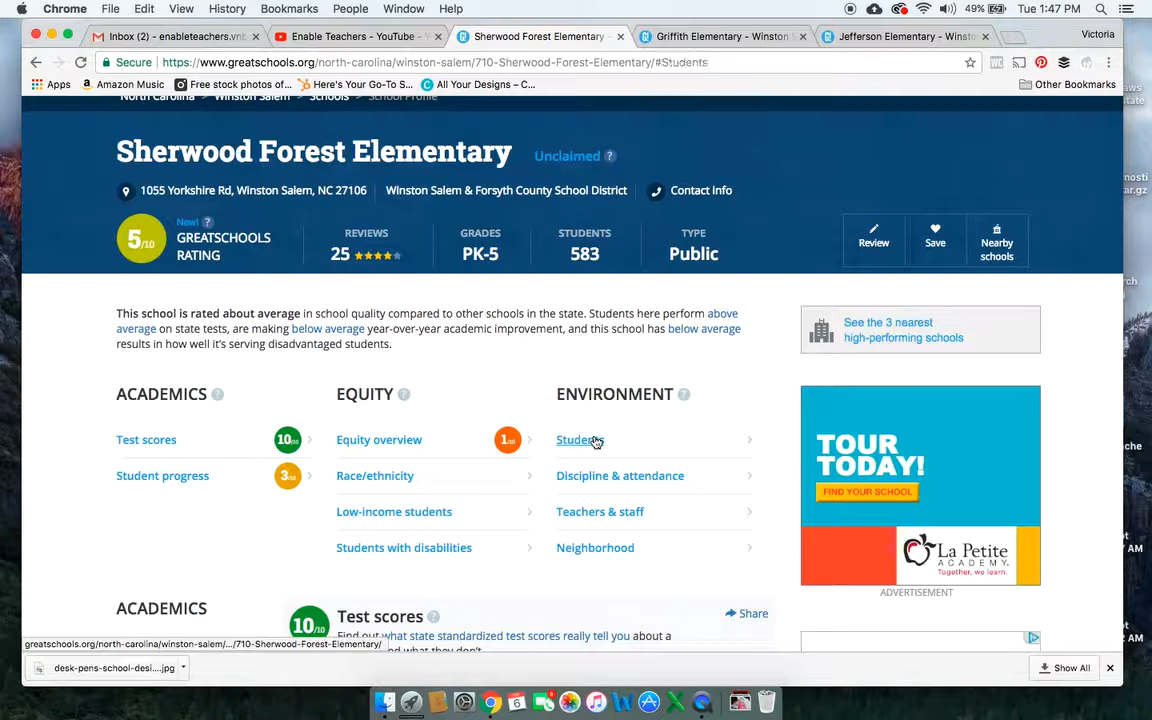 Chrome File Edit View History Bookmarks People Window Help 49% Tue 1:47 PM
Inbox (2) - enableteachers.vnb Enable Teachers - YouTube - Sherwood Forest Elementary - Griffith Elementary - Winston S Jefferson Elementary - Winsto Victoria
Secure https://www.greatschools.org/north-carolina/winston-salem/710-Sherwood-Forest-Elementary/#Students
Apps Amazon Music Free stock photos of... Here's Your Go-To S... All Your Designs – C... Other Bookmarks
North Carolina Winston Salem Schools School Profile
Sherwood Forest Elementary Unclaimed ?
1055 Yorkshire Rd, Winston Salem, NC 27106 Winston Salem & Forsyth County School District Contact info
5/10 New! ? GREATSCHOOLS RATING
REVIEWS 25
GRADES PK-5
STUDENTS 583
TYPE Public
Review Save Nearby schools
This school is rated about average in school quality compared to other schools in the state. Students here perform above
average on state tests, are making below average year-over-year academic improvement, and this school has below average
results in how well it's serving disadvantaged students.
See the 3 nearest
high-performing schools
ACADEMICS ? EQUITY ? ENVIRONMENT ?
Test scores 10/10 Equity overview 1/10 Students
Student progress 3/10 Race/ethnicity Discipline & attendance
Low-income students Teachers & staff
Students with disabilities Neighborhood
TOUR
TODAY!
FIND YOUR SCHOOL
La Petite
ACADEMY
Together, we learn.
ADVERTISEMENT
ACADEMICS
10/10 Test scores ? Share
Find out what state standardized test scores really tell you about a
greatschools.org/north-carolina/winston-salem/.../710-Sherwood-Forest-Elementary/
desk-pens-school-desi....jpg Show All